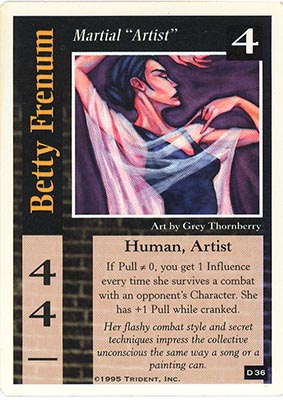 Betty Frenum
Martial “Artist”
4
Art by Grey Thornberry
4
4
—
Human, Artist
If Pull ≠ 0, you get 1 Influence
every time she survives a combat
with an opponent's Character. She
has +1 Pull while cranked.
Her flashy combat style and secret
techniques impress the collective
unconscious the same way a song or a
painting can.
©1995 TRIDENT, INC.
D 36